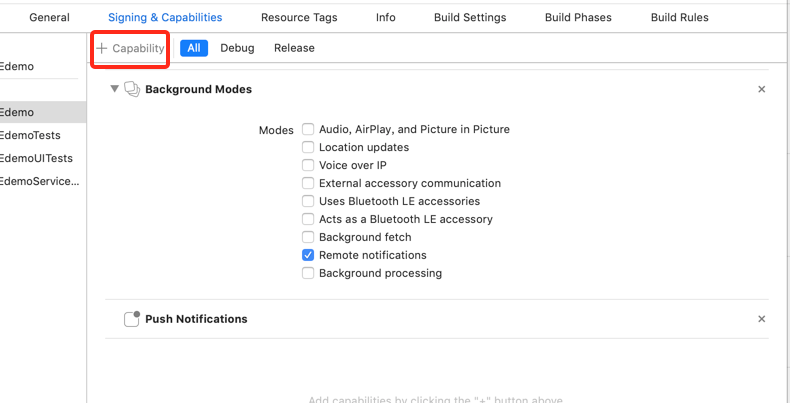 General Signing & Capabilities Resource Tags Info Build Settings Build Phases Build Rules
+ Capability All Debug Release
Edemo
Edemo
EdemoTests
EdemoUITests
EdemoService...
Background Modes
Modes
Audio, AirPlay, and Picture in Picture
Location updates
Voice over IP
External accessory communication
Uses Bluetooth LE accessories
Acts as a Bluetooth LE accessory
Background fetch
Remote notifications
Background processing
Push Notifications
Add capabilities by clicking the "+" button above.